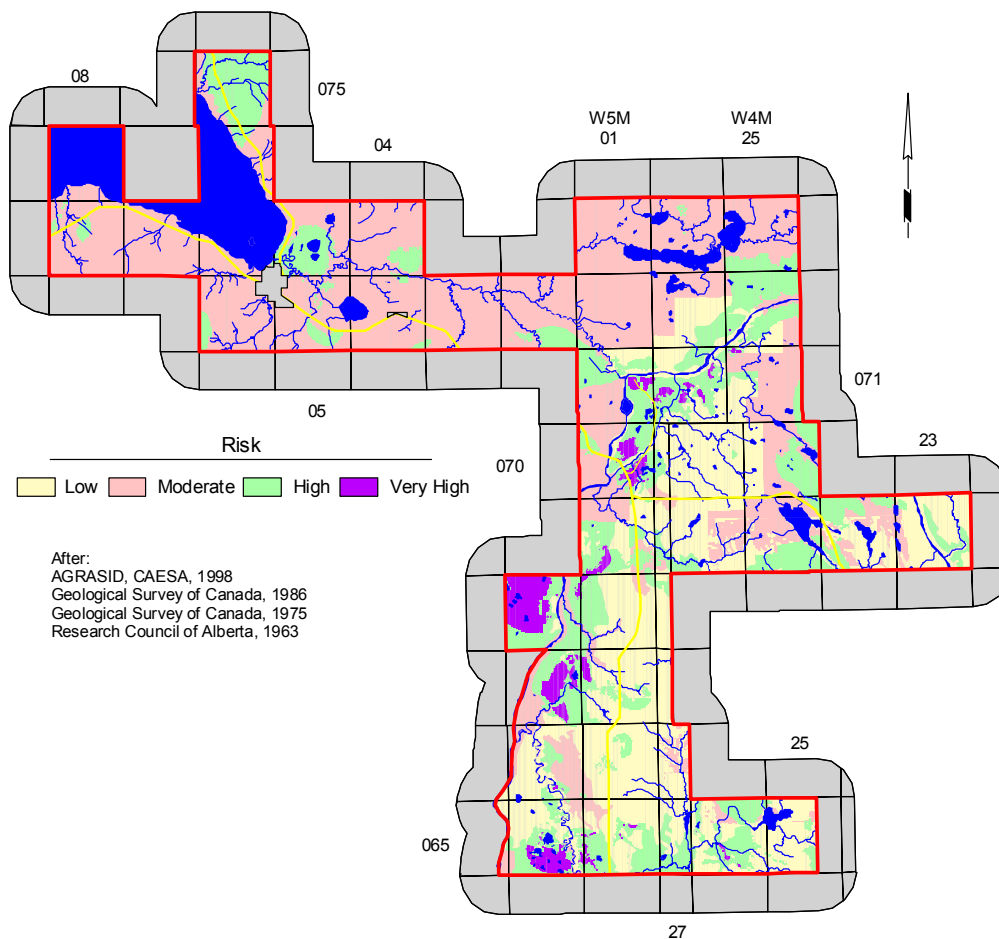 08
075
04
W5M
01
W4M
25
071
05
23
070
Risk
Low Moderate High Very High
After:
AGRASID, CAESA, 1998
Geological Survey of Canada, 1986
Geological Survey of Canada, 1975
Research Council of Alberta, 1963
25
065
27